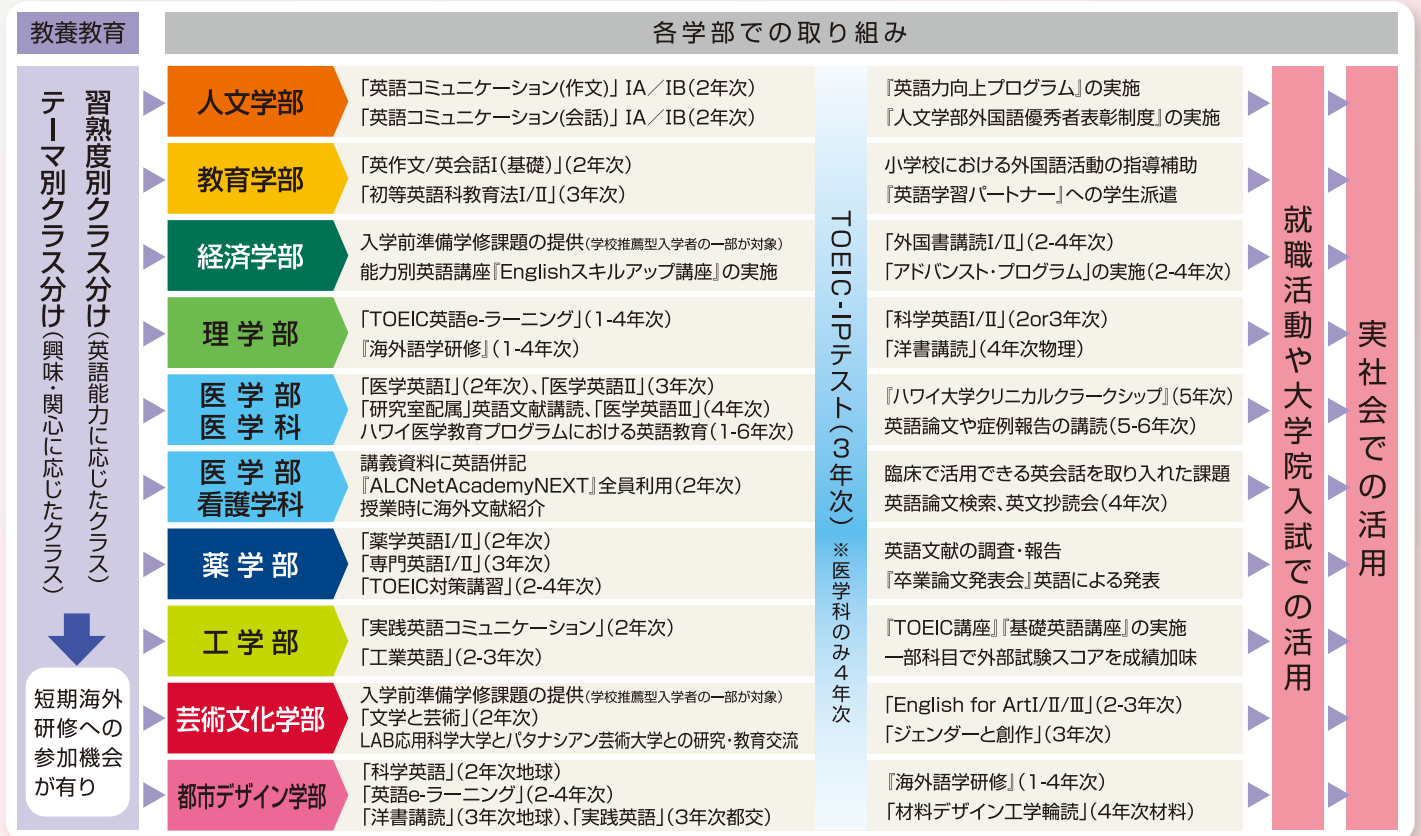 教養教育
各学部での取り組み
習熟度別クラス分け(英語能力に応じたクラス)
テーマ別クラス分け(興味・関心に応じたクラス)
短期海外
研修への
参加機会
が有り
人文学部
「英語コミュニケーション(作文)」 IA／IB(2年次)
「英語コミュニケーション(会話)」 IA／IB(2年次)
『英語力向上プログラム』の実施
『人文学部外国語優秀者表彰制度』の実施
教育学部
「英作文/英会話I(基礎)」(2年次)
「初等英語科教育法I/II」(3年次)
小学校における外国語活動の指導補助
『英語学習パートナー』への学生派遣
経済学部
入学前準備学修課題の提供(学校推薦型入学者の一部が対象)
能力別英語講座『Englishスキルアップ講座』の実施
「外国書講読I/II」(2-4年次)
「アドバンスト・プログラム」の実施(2-4年次)
理学部
「TOEIC英語e-ラーニング」(1-4年次)
『海外語学研修』(1-4年次)
「科学英語I/II」(2or3年次)
「洋書講読」(4年次物理)
医学部
医学科
「医学英語I」(2年次)、「医学英語II」(3年次)
「研究室配属」英語文献講読、「医学英語III」(4年次)
ハワイ医学教育プログラムにおける英語教育(1-6年次)
『ハワイ大学クリニカルクラークシップ』(5年次)
英語論文や症例報告の講読(5-6年次)
医学部
看護学科
講義資料に英語併記
『ALCNetAcademyNEXT』全員利用(2年次)
授業時に海外文献紹介
臨床で活用できる英会話を取り入れた課題
英語論文検索、英文抄読会(4年次)
薬学部
「薬学英語I/II」(2年次)
「専門英語I/II」(3年次)
「TOEIC対策講習」(2-4年次)
英語文献の調査・報告
『卒業論文発表会』英語による発表
工学部
「実践英語コミュニケーション」(2年次)
「工業英語」(2-3年次)
『TOEIC講座』『基礎英語講座』の実施
一部科目で外部試験スコアを成績加味
芸術文化学部
入学前準備学修課題の提供(学校推薦型入学者の一部が対象)
「文学と芸術」(2年次)
LAB応用科学大学とパタナシアン芸術大学との研究・教育交流
「English for ArtI/II/III」(2-3年次)
「ジェンダーと創作」(3年次)
都市デザイン学部
「科学英語」(2年次地球)
「英語e-ラーニング」(2-4年次)
「洋書講読」(3年次地球)、「実践英語」(3年次都交)
『海外語学研修』(1-4年次)
「材料デザイン工学輪読」(4年次材料)
TOEIC-IPテスト(3年次) ※医学科のみ4年次
就職活動や大学院入試での活用
実社会での活用